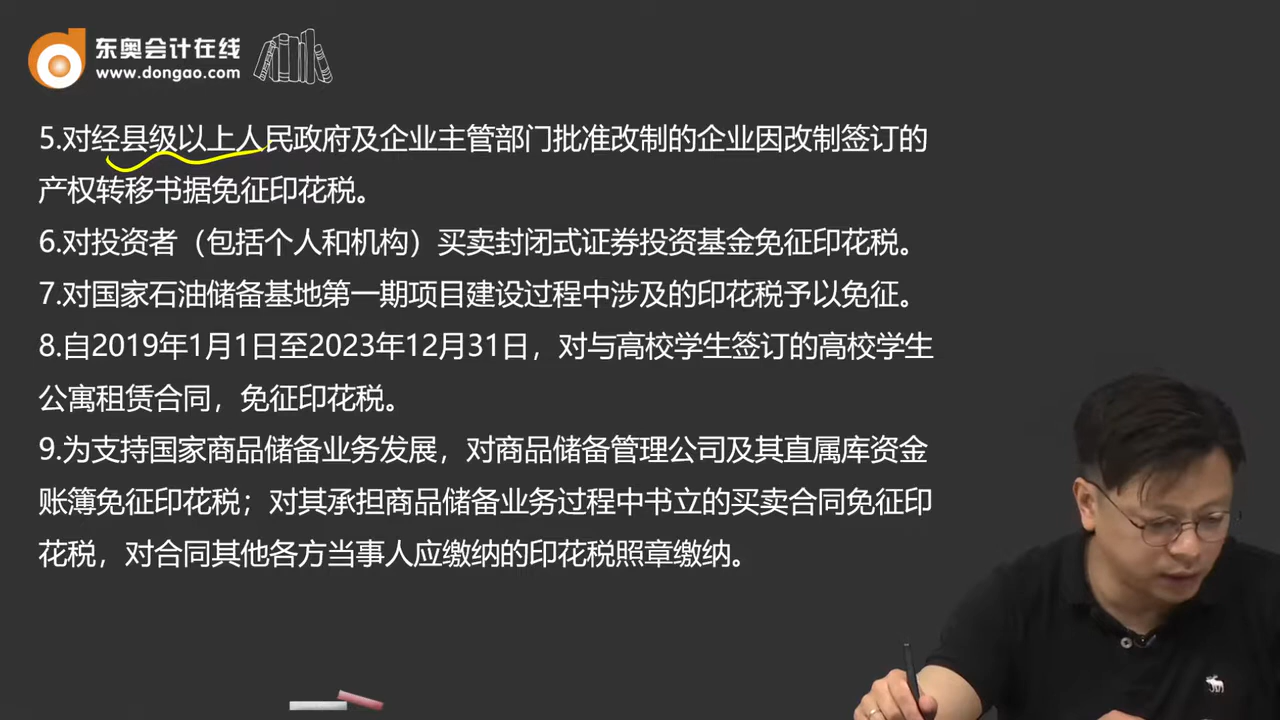 东奥会计在线
www.dongao.com
5.对经县级以上人民政府及企业主管部门批准改制的企业因改制签订的
产权转移书据免征印花税。
6.对投资者（包括个人和机构）买卖封闭式证券投资基金免征印花税。
7.对国家石油储备基地第一期项目建设过程中涉及的印花税予以免征。
8.自2019年1月1日至2023年12月31日，对与高校学生签订的高校学生
公寓租赁合同，免征印花税。
9.为支持国家商品储备业务发展，对商品储备管理公司及其直属库资金
账簿免征印花税；对其承担商品储备业务过程中书立的买卖合同免征印
花税，对合同其他各方当事人应缴纳的印花税照章缴纳。